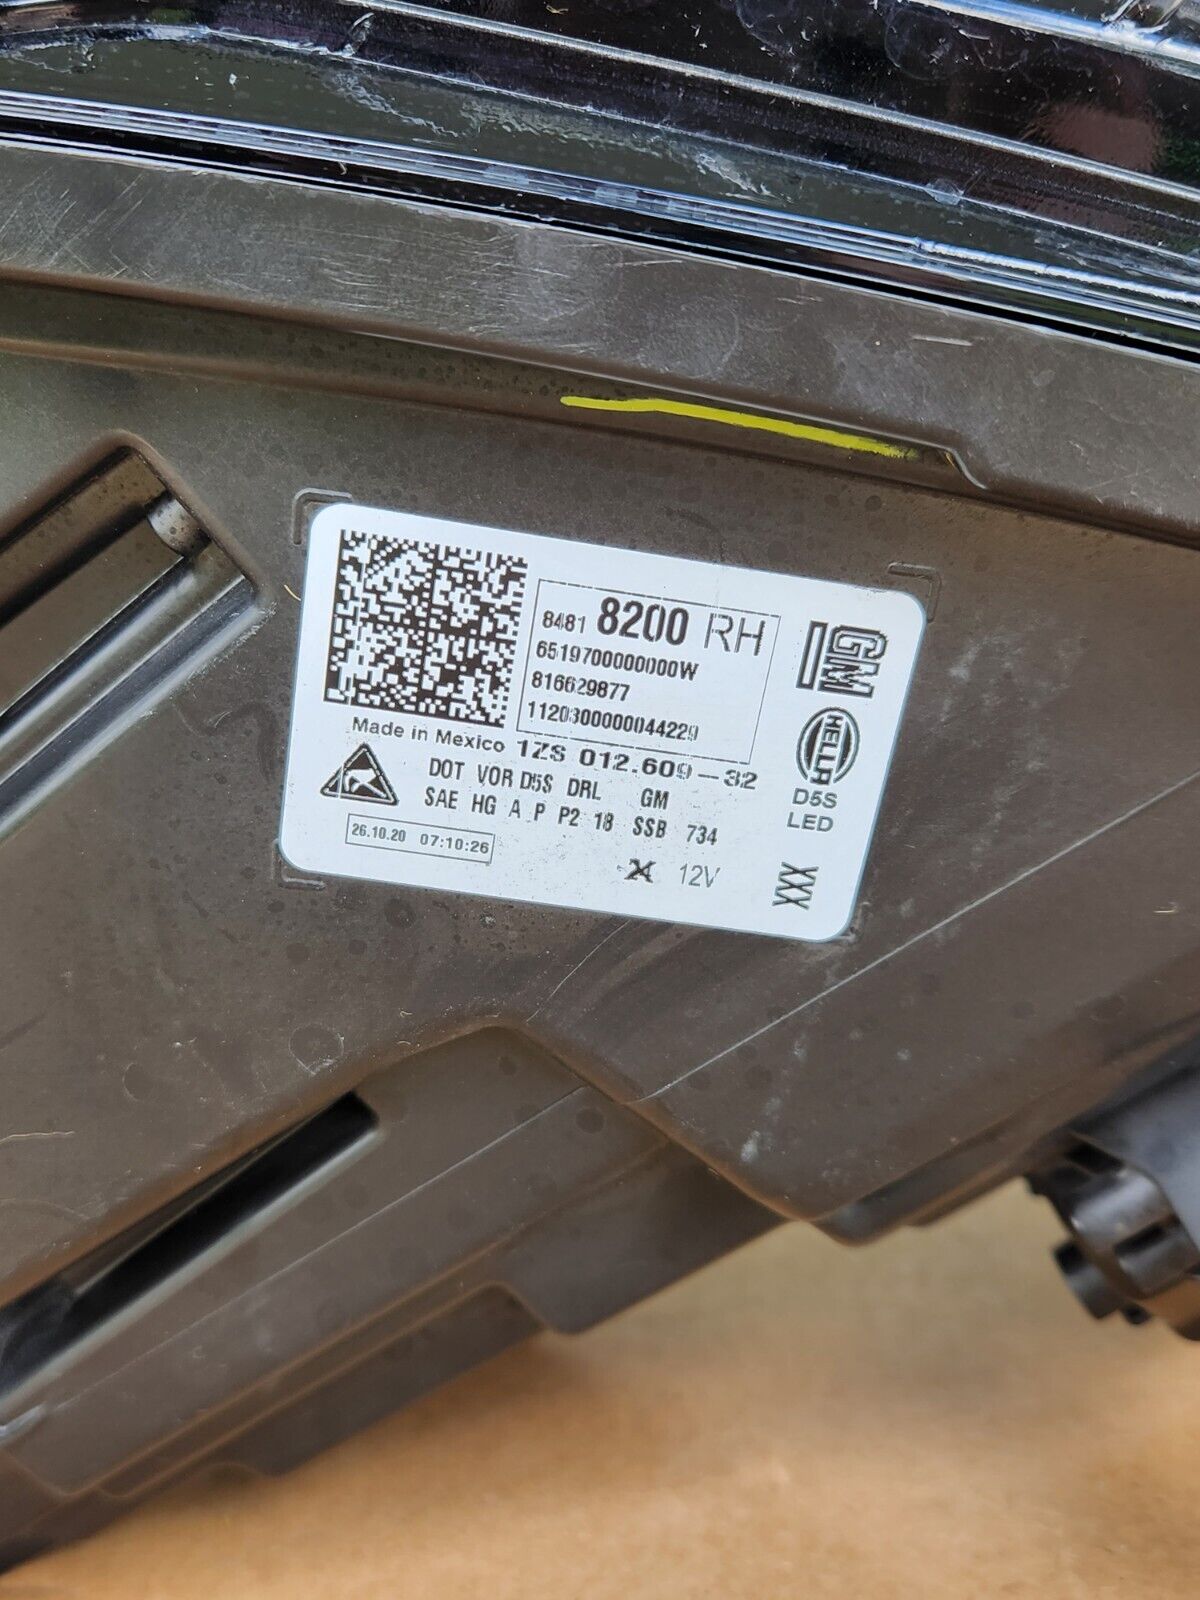 8481 8200 RH
6519700000000W
816629877
1120300000044229
Made in Mexico 1ZS 012.609-32
DOT VOR D5S DRL GM
SAE HG A P P2 18 SSB 734
26.10.20 07:10:26
12V
GM
HELLA
D5S
LED
XXX